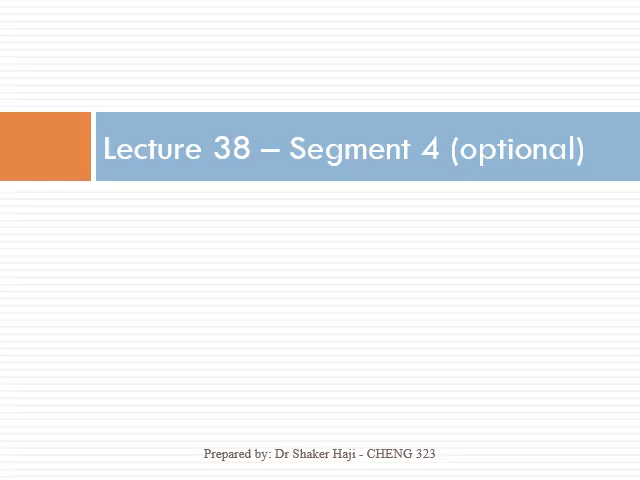 Lecture 38 – Segment 4 (optional)
Prepared by: Dr Shaker Haji - CHENG 323